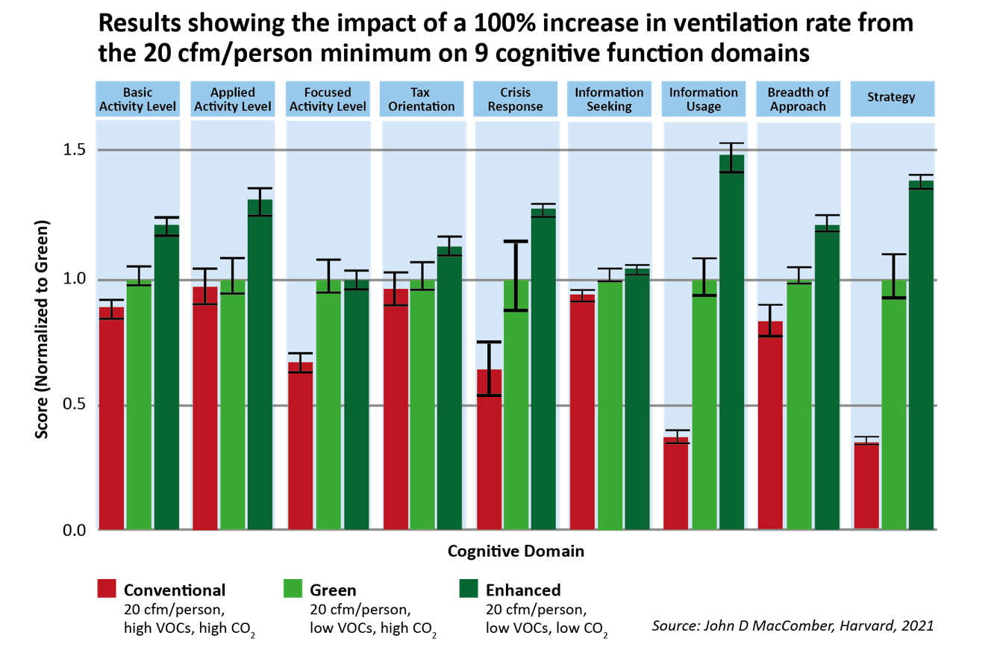 Results showing the impact of a 100% increase in ventilation rate from
the 20 cfm/person minimum on 9 cognitive function domains
Basic
Activity Level
Applied
Activity Level
Focused
Activity Level
Tax
Orientation
Crisis
Response
Information
Seeking
Information
Usage
Breadth of
Approach
Strategy
Score (Normalized to Green)
1.5
1.0
0.5
0.0
Cognitive Domain
Conventional
20 cfm/person,
high VOCs, high CO₂
Green
20 cfm/person,
low VOCs, high CO₂
Enhanced
20 cfm/person,
low VOCs, low CO₂
Source: John D MacComber, Harvard, 2021